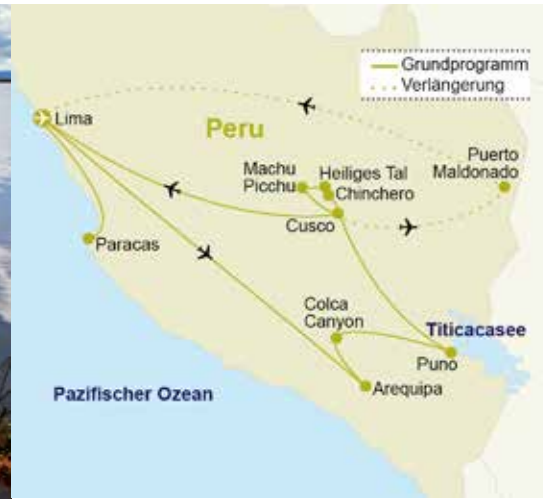 Grundprogramm
Verlängerung
Lima
Peru
Puerto
Maldonado
Machu
Picchu
Heiliges Tal
Chinchero
Cusco
Paracas
Colca
Canyon
Titicacasee
Puno
Arequipa
Pazifischer Ozean